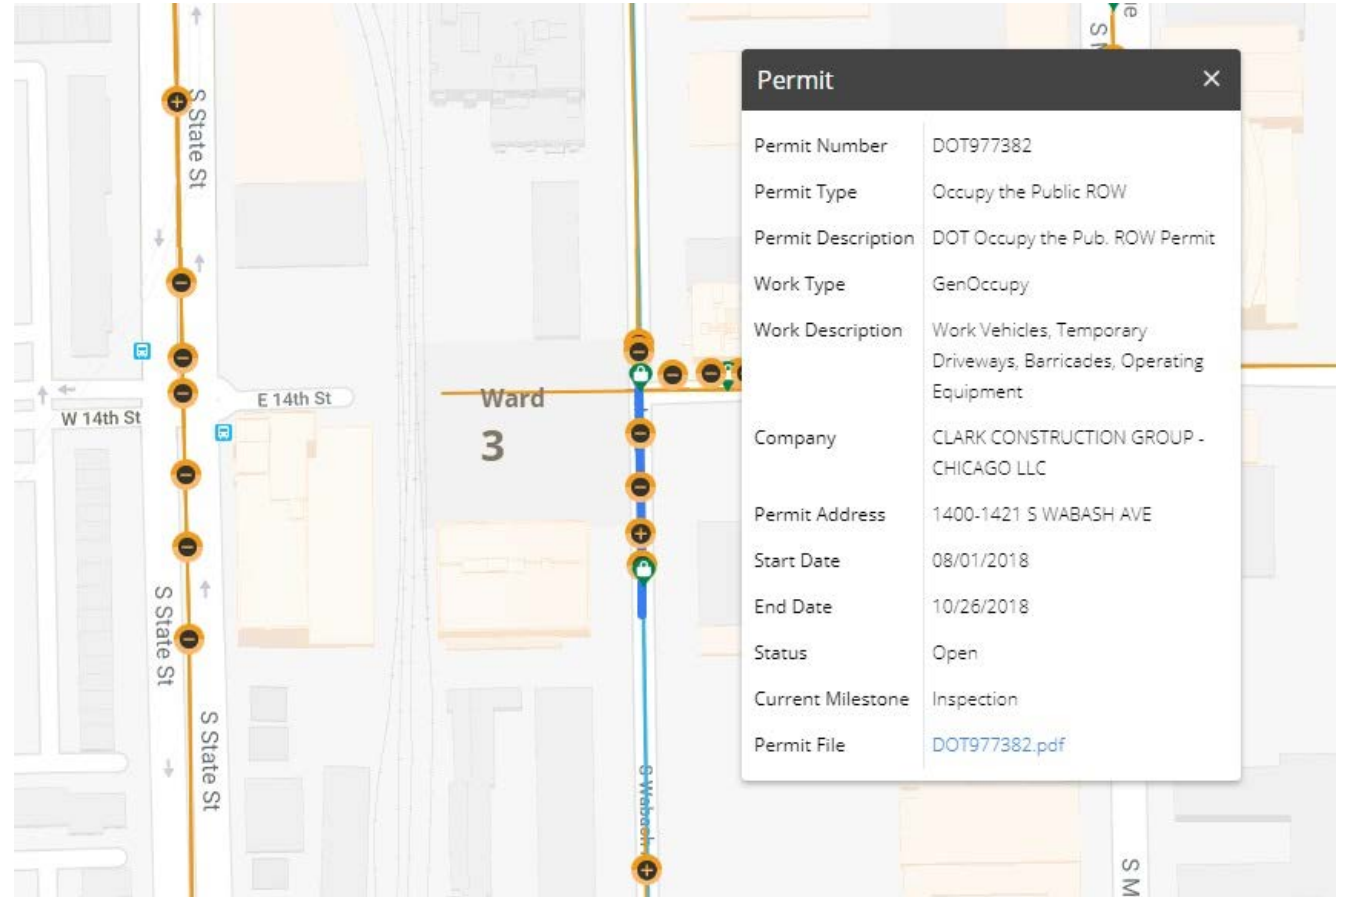 S State St
W 14th St
E 14th St
Ward
3
S State St
S State St
S Wabash
S M
Permit
Permit Number DOT977382
Permit Type Occupy the Public ROW
Permit Description DOT Occupy the Pub. ROW Permit
Work Type GenOccupy
Work Description Work Vehicles, Temporary
Driveways, Barricades, Operating
Equipment
Company CLARK CONSTRUCTION GROUP -
CHICAGO LLC
Permit Address 1400-1421 S WABASH AVE
Start Date 08/01/2018
End Date 10/26/2018
Status Open
Current Milestone Inspection
Permit File DOT977382.pdf